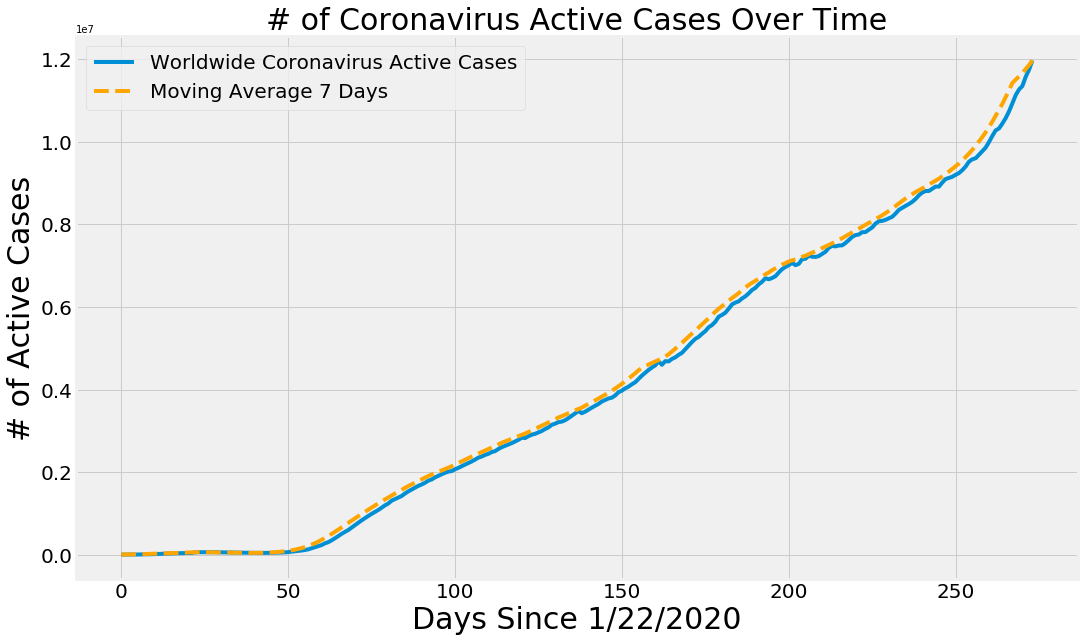 # of Coronavirus Active Cases Over Time
1e7
Worldwide Coronavirus Active Cases
Moving Average 7 Days
# of Active Cases
1.2
1.0
0.8
0.6
0.4
0.2
0.0
0 50 100 150 200 250
Days Since 1/22/2020